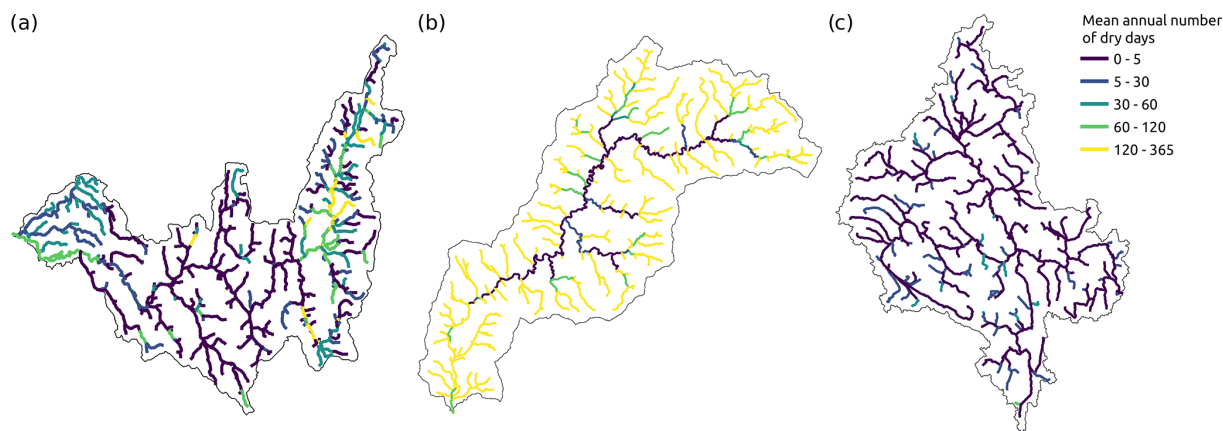 (a)
(b)
(c)
Mean annual number
of dry days
0 - 5
5 - 30
30 - 60
60 - 120
120 - 365